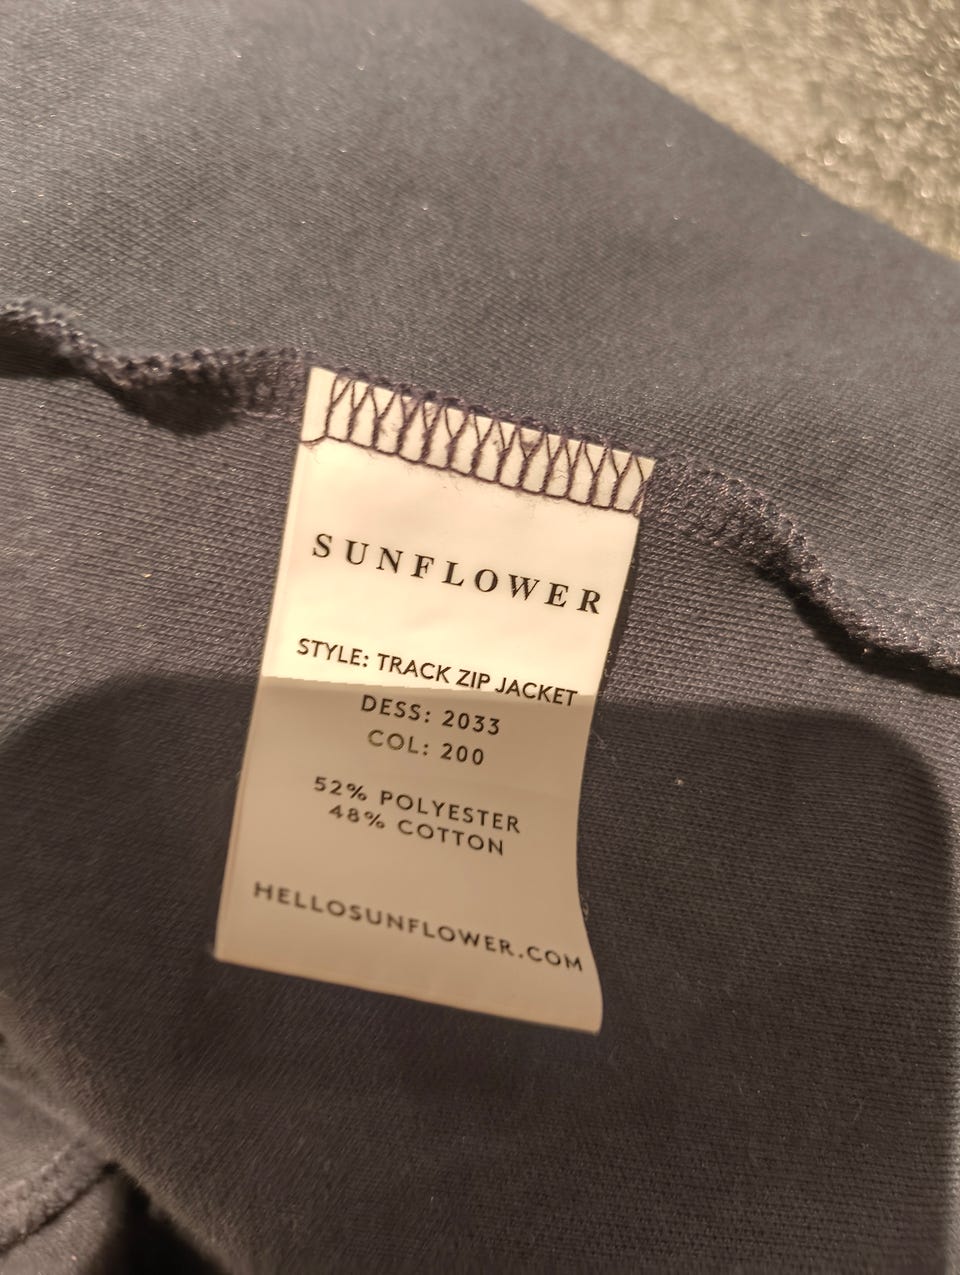 SUNFLOWER
STYLE: TRACK ZIP JACKET
DESS: 2033
COL: 200
52% POLYESTER
48% COTTON
HELLOSUNFLOWER.COM